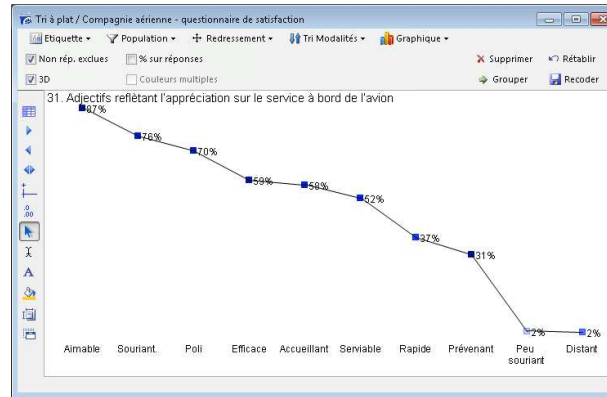 Tri à plat / Compagnie aérienne - questionnaire de satisfaction
Etiquette Population Redressement Tri Modalités Graphique
Non rép. exclues % sur réponses Supprimer Rétablir
3D Couleurs multiples Grouper Recoder
31. Adjectifs reflètant l'appréciation sur le service à bord de l'avion
87%
76%
70%
59%
58%
52%
37%
31%
2%
2%
Aimable Souriant. Poli Efficace Accueillant Serviable Rapide Prévenant Peu souriant Distant